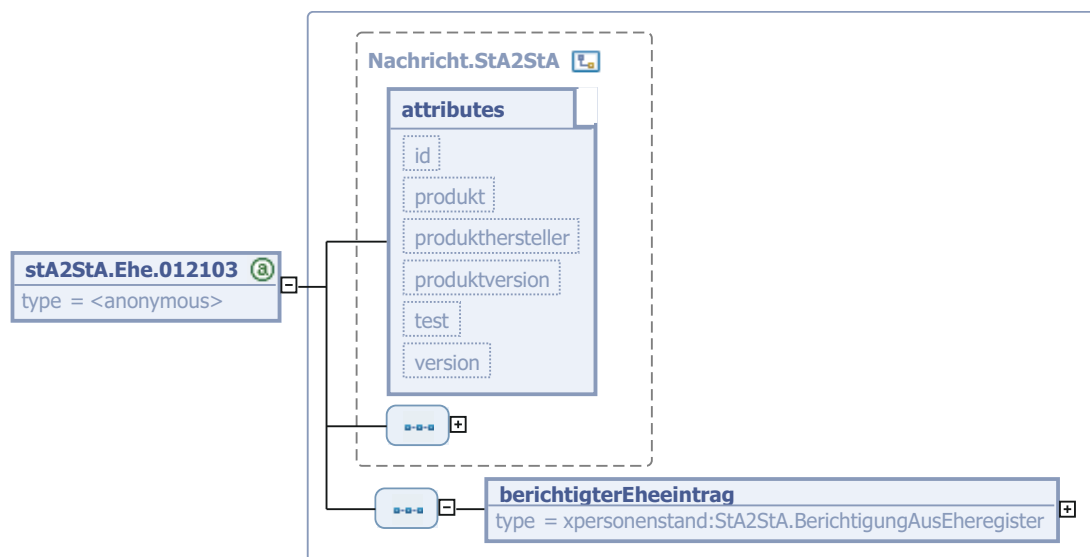 Nachricht.StA2StA
attributes
id
produkt
produkthersteller
produktversion
test
version
stA2StA.Ehe.012103 a
type = <anonymous>
berichtigterEheeintrag
type = xpersonenstand:StA2StA.BerichtigungAusEheregister